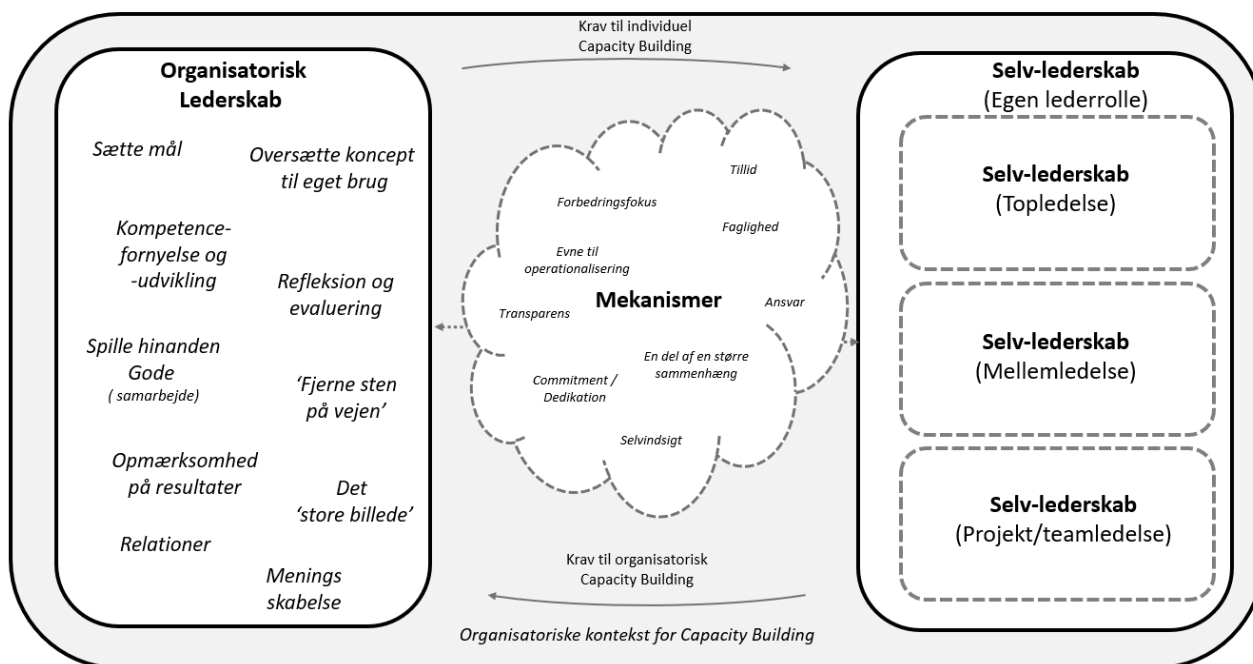 Krav til individuel
Capacity Building
Organisatorisk
Lederskab
Sætte mål
Oversætte koncept
til eget brug
Kompetence-
fornyelse og
-udvikling
Refleksion og
evaluering
Spille hinanden
Gode
( samarbejde)
‘Fjerne sten
på vejen’
Opmærksomhed
på resultater
Det
‘store billede’
Relationer
Menings
skabelse
Tillid
Forbedringsfokus
Faglighed
Evne til
operationalisering
Mekanismer
Transparens
Ansvar
En del af en større
sammenhæng
Commitment /
Dedikation
Selvindsigt
Krav til organisatorisk
Capacity Building
Organisatoriske kontekst for Capacity Building
Selv-lederskab
(Egen lederrolle)
Selv-lederskab
(Topledelse)
Selv-lederskab
(Mellemledelse)
Selv-lederskab
(Projekt/teamledelse)